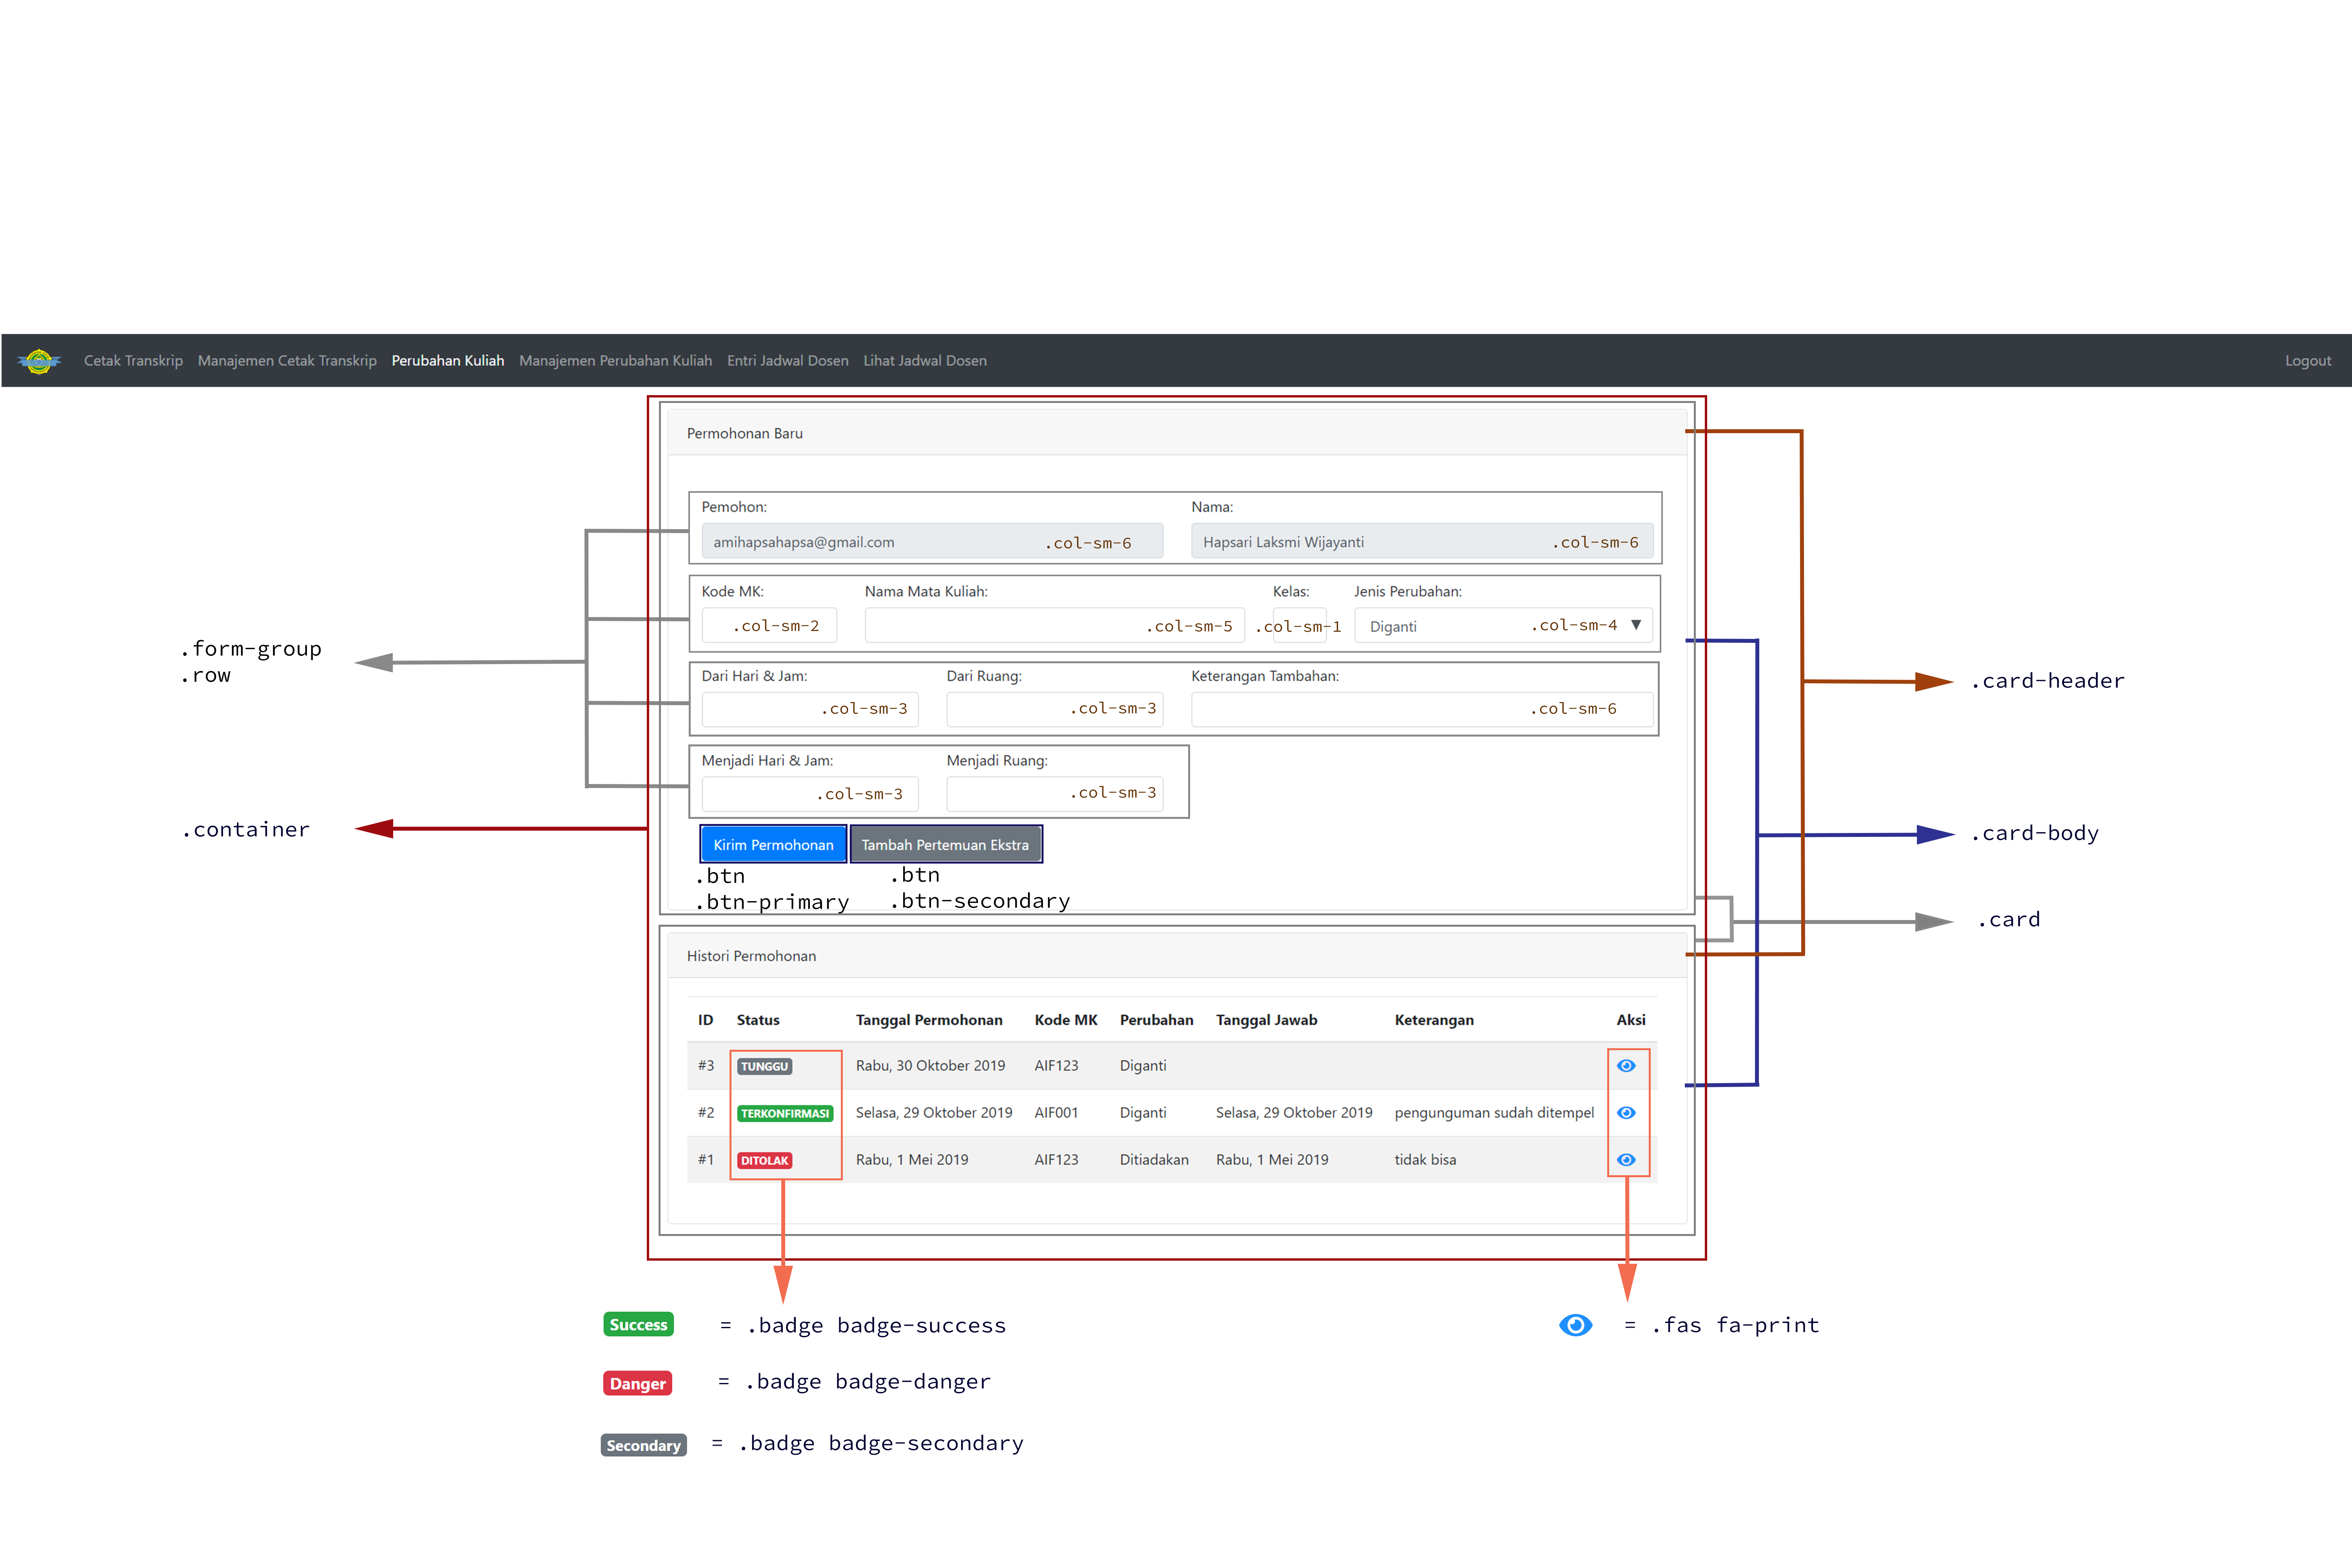 Cetak Transkrip Manajemen Cetak Transkrip Perubahan Kuliah Manajemen Perubahan Kuliah Entri Jadwal Dosen Lihat Jadwal Dosen Logout
Permohonan Baru
Pemohon: Nama:
amihapsahapsa@gmail.com .col-sm-6 Hapsari Laksmi Wijayanti .col-sm-6
Kode MK: Nama Mata Kuliah: Kelas: Jenis Perubahan:
.col-sm-2 .col-sm-5 .col-sm-1 Diganti .col-sm-4
.form-group
.row
Dari Hari & Jam: Dari Ruang: Keterangan Tambahan:
.col-sm-3 .col-sm-3 .col-sm-6
.card-header
Menjadi Hari & Jam: Menjadi Ruang:
.col-sm-3 .col-sm-3
.container
.card-body
Kirim Permohonan Tambah Pertemuan Ekstra
.btn .btn
.btn-primary .btn-secondary
.card
Histori Permohonan
ID Status Tanggal Permohonan Kode MK Perubahan Tanggal Jawab Keterangan Aksi
#3 TUNGGU Rabu, 30 Oktober 2019 AIF123 Diganti
#2 TERKONFIRMASI Selasa, 29 Oktober 2019 AIF001 Diganti Selasa, 29 Oktober 2019 pengunguman sudah ditempel
#1 DITOLAK Rabu, 1 Mei 2019 AIF123 Ditiadakan Rabu, 1 Mei 2019 tidak bisa
Success = .badge badge-success
= .fas fa-print
Danger = .badge badge-danger
Secondary = .badge badge-secondary